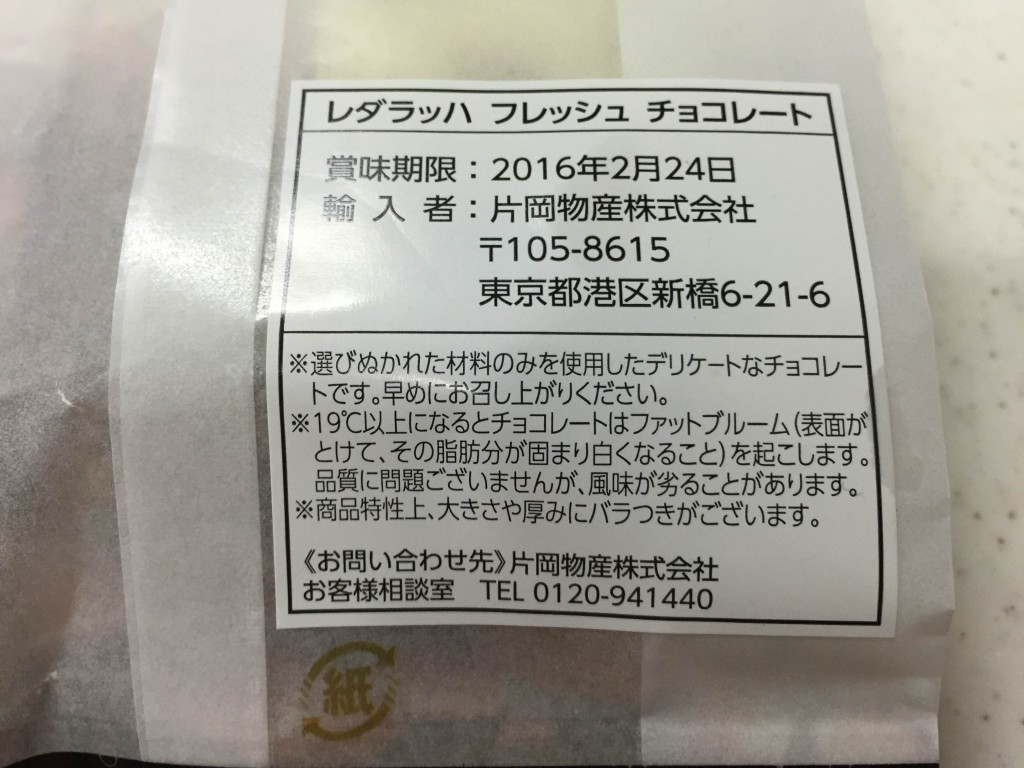 レダラッハ フレッシュ チョコレート
賞味期限：2016年2月24日
輸入者：片岡物産株式会社
〒105-8615
東京都港区新橋6-21-6
※選びぬかれた材料のみを使用したデリケートなチョコレー
トです。早めにお召し上がりください。
※19℃以上になるとチョコレートはファットブルーム（表面が
とけて、その脂肪分が固まり白くなること）を起こします。
品質に問題ございませんが、風味が劣ることがあります。
※商品特性上、大きさや厚みにバラつきがございます。
《お問い合わせ先》片岡物産株式会社
お客様相談室 TEL 0120-941440
紙